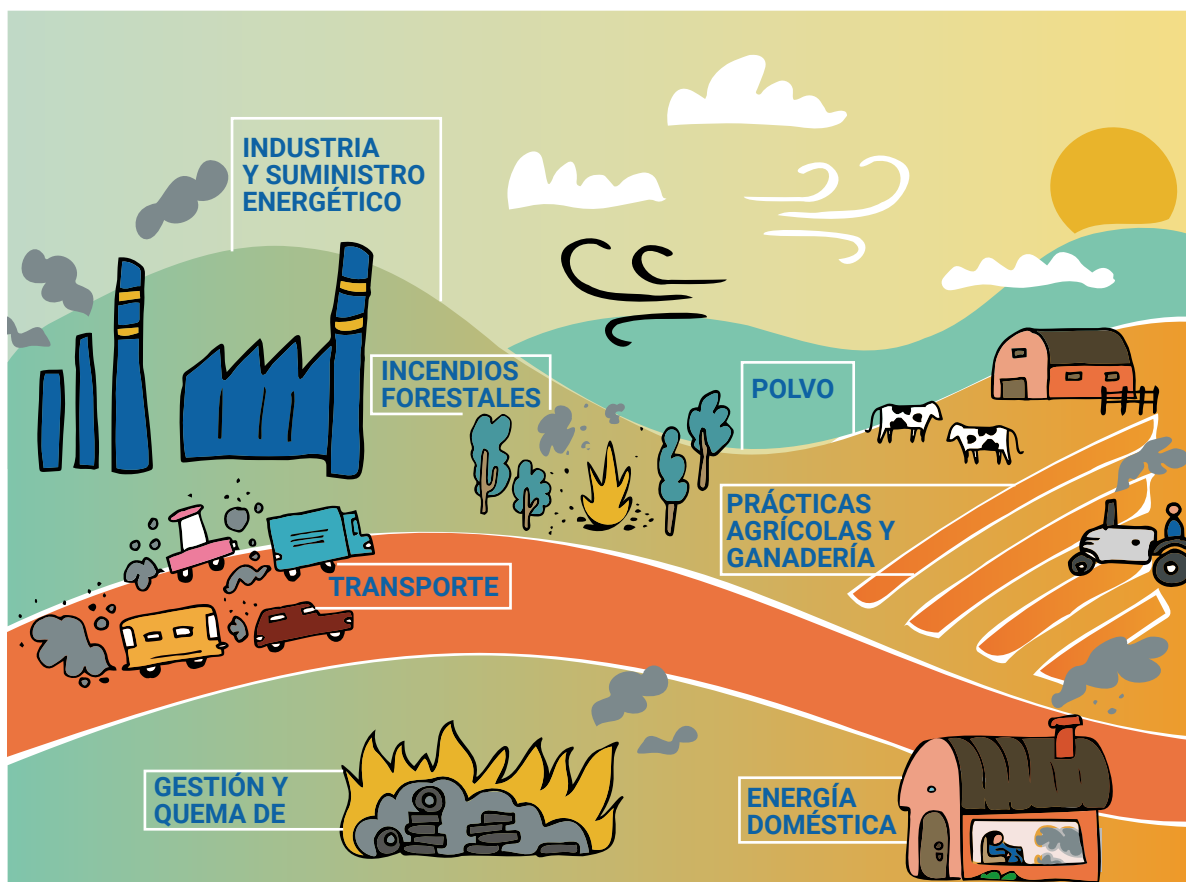 INDUSTRIA
Y SUMINISTRO
ENERGÉTICO
INCENDIOS
FORESTALES
POLVO
PRÁCTICAS
AGRÍCOLAS Y
GANADERÍA
TRANSPORTE
GESTIÓN Y
QUEMA DE
ENERGÍA
DOMÉSTICA